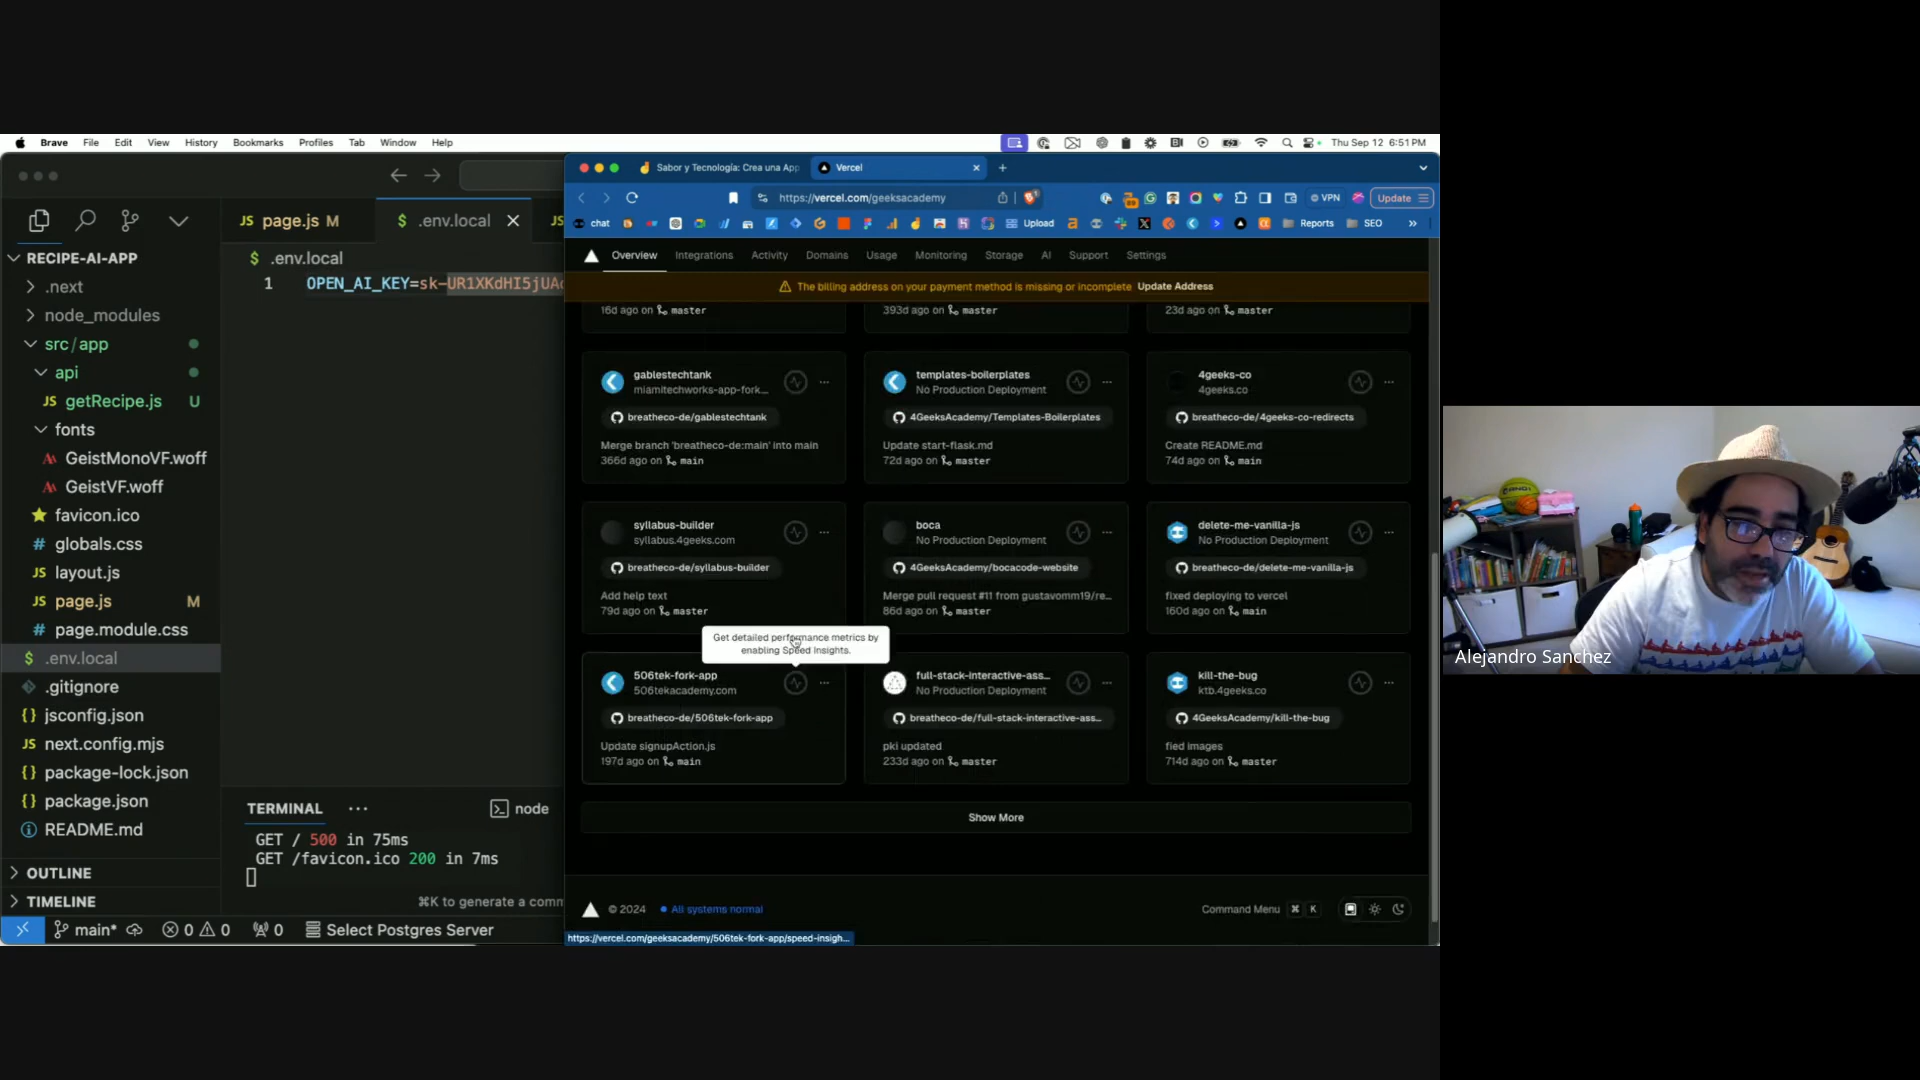 Brave File Edit View History Bookmarks Profiles Tab Window Help
Thu Sep 12 6:51PM
JS page.js M
$ .env.local
RECIPE-AI-APP
.next
node_modules
src/app
api
JS getRecipe.js U
fonts
GeistMonoVF.woff
GeistVF.woff
favicon.ico
# globals.css
JS layout.js
JS page.js M
# page.module.css
$ .env.local
.gitignore
{} jsconfig.json
JS next.config.mjs
{} package-lock.json
{} package.json
README.md
OUTLINE
TIMELINE
main*
0 0
0
Select Postgres Server
$ .env.local
1 OPEN_AI_KEY=sk-UR1XKdHI5jUA
TERMINAL ...
node
GET / 500 in 75ms
GET /favicon.ico 200 in 7ms
⌘K to generate a comm
Sabor y Tecnología: Crea una App
Vercel
https://vercel.com/geeksacademy
VPN
Update
chat
Upload
Reports
SEO
Overview Integrations Activity Domains Usage Monitoring Storage AI Support Settings
The billing address on your payment method is missing or incomplete Update Address
16d ago on master
393d ago on master
23d ago on master
gablestechtank
miamitechworks-app-fork...
breatheco-de/gablestechtank
Merge branch 'breatheco-de:main' into main
366d ago on main
templates-boilerplates
No Production Deployment
4GeeksAcademy/Templates-Boilerplates
Update start-flask.md
72d ago on master
4geeks-co
4geeks.co
breatheco-de/4geeks-co-redirects
Create README.md
74d ago on main
syllabus-builder
syllabus.4geeks.com
breatheco-de/syllabus-builder
Add help text
79d ago on master
boca
No Production Deployment
4GeeksAcademy/bocacode-website
Merge pull request #11 from gustavomm19/re...
86d ago on master
delete-me-vanilla-js
No Production Deployment
breatheco-de/delete-me-vanilla-js
fixed deploying to vercel
160d ago on main
Get detailed performance metrics by
enabling Speed Insights.
506tek-fork-app
506tekacademy.com
breatheco-de/506tek-fork-app
Update signupAction.js
197d ago on main
full-stack-interactive-ass...
No Production Deployment
breatheco-de/full-stack-interactive-ass...
pki updated
233d ago on master
kill-the-bug
ktb.4geeks.co
4GeeksAcademy/kill-the-bug
fied images
714d ago on master
Show More
© 2024
All systems normal
Command Menu ⌘ K
https://vercel.com/geeksacademy/506tek-fork-app/speed-insigh...
Alejandro Sanchez